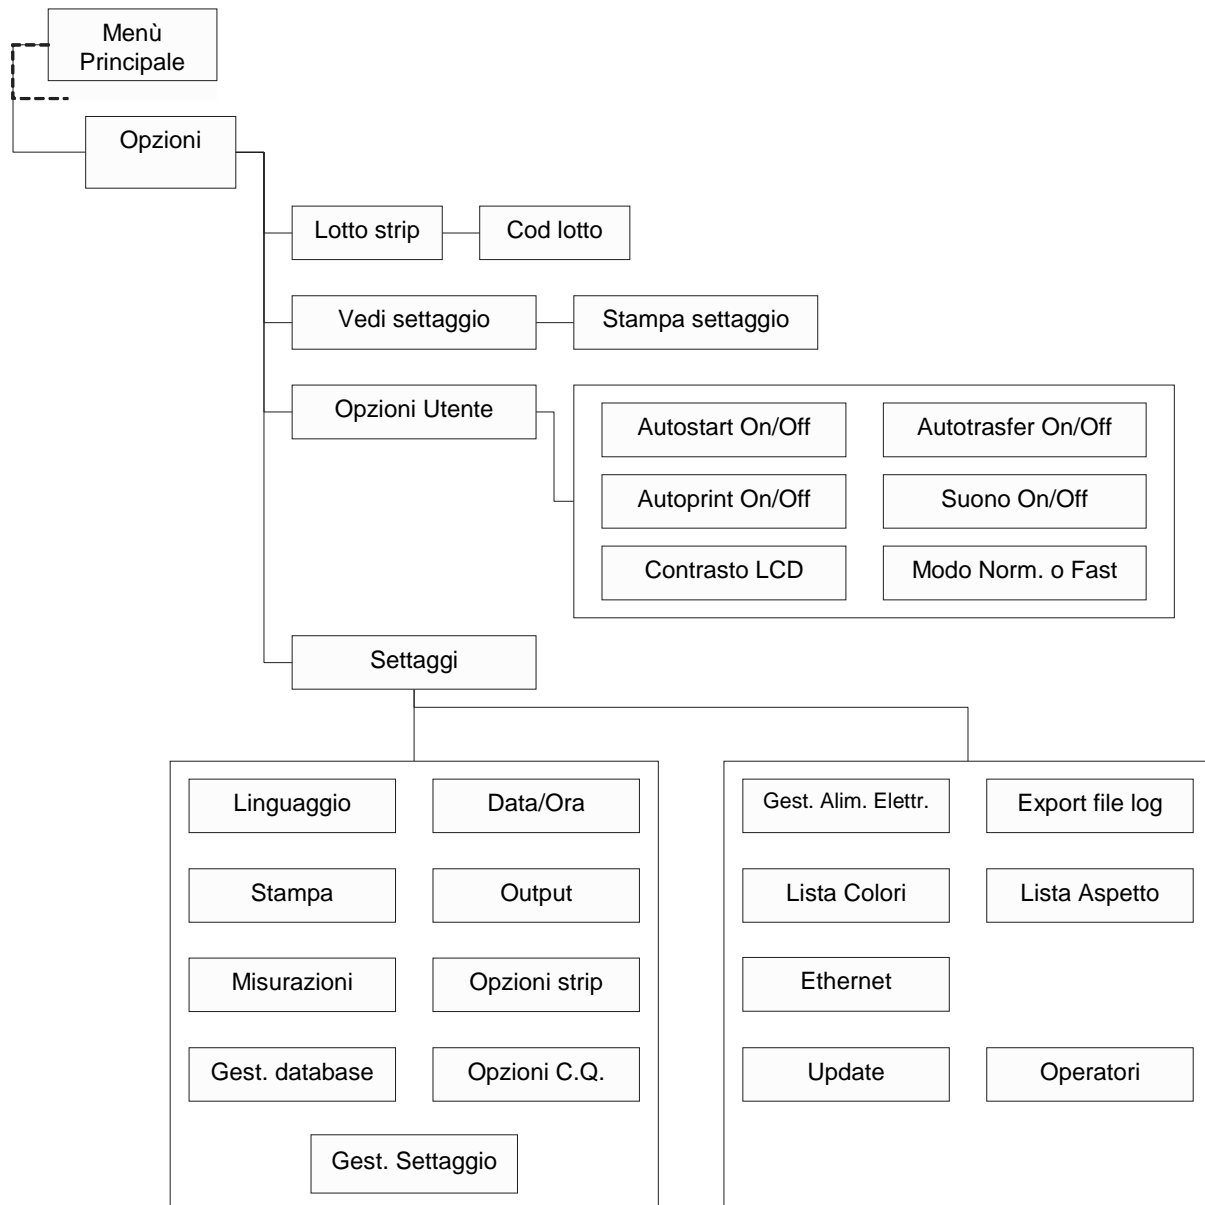 Menù
Principale
Opzioni
Lotto strip
Cod lotto
Vedi settaggio
Stampa settaggio
Opzioni Utente
Autostart On/Off
Autotrasfer On/Off
Autoprint On/Off
Suono On/Off
Contrasto LCD
Modo Norm. o Fast
Settaggi
Linguaggio
Data/Ora
Stampa
Output
Misurazioni
Opzioni strip
Gest. database
Opzioni C.Q.
Gest. Settaggio
Gest. Alim. Elettr.
Export file log
Lista Colori
Lista Aspetto
Ethernet
Update
Operatori